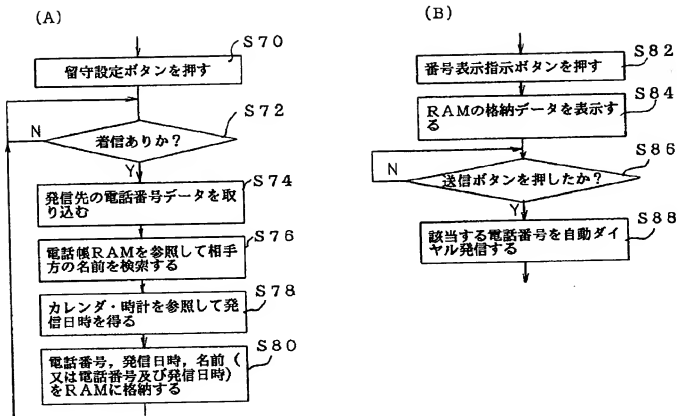 (A)
S70
留守設定ボタンを押す
S72
N
着信ありか？
Y
S74
発信先の電話番号データを取
り込む
S76
電話帳RAMを参照して相手
方の名前を検索する
S78
カレンダ・時計を参照して発
信日時を得る
S80
電話番号，発信日時，名前（
又は電話番号及び発信日時）
をRAMに格納する
(B)
S82
番号表示指示ボタンを押す
S84
RAMの格納データを表示す
る
S86
N
送信ボタンを押したか？
Y
S88
該当する電話番号を自動ダイ
ヤル発信する